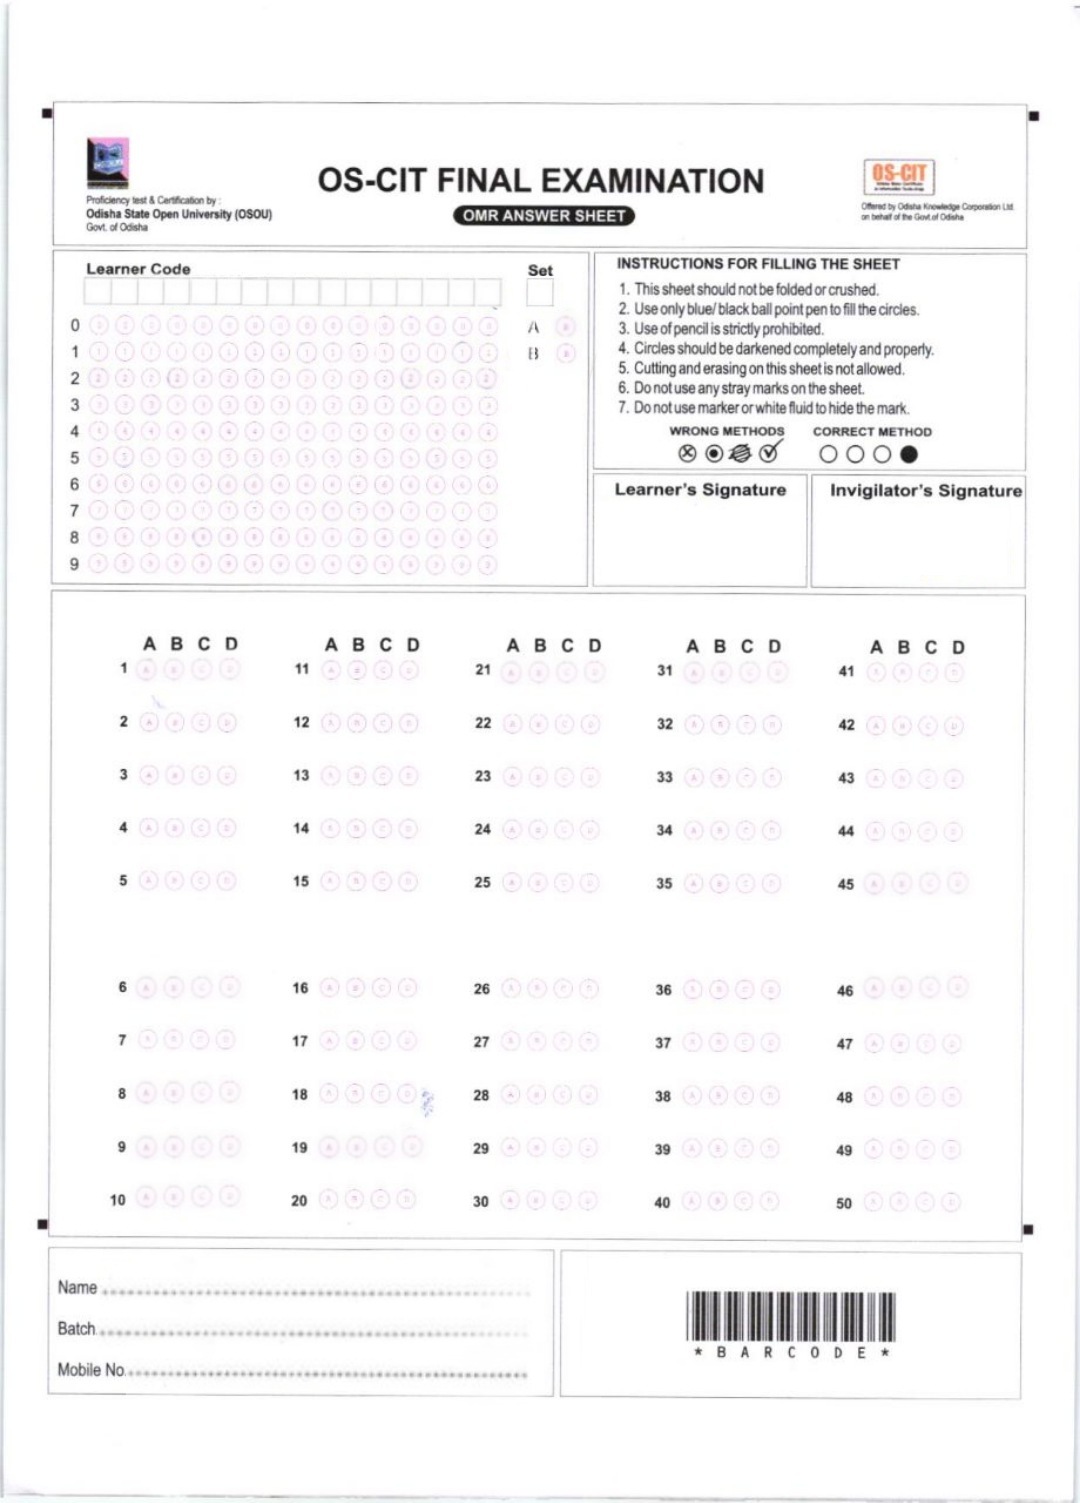 OS-CIT FINAL EXAMINATION
OMR ANSWER SHEET
Proficiency test & Certification by :
Odisha State Open University (OSOU)
Govt. of Odisha
OS-CIT
Offered by Odisha Knowledge Corporation Ltd.
on behalf of the Govt.of Odisha
Learner Code
Set
0
1
2
3
4
5
6
7
8
9
A
B
INSTRUCTIONS FOR FILLING THE SHEET
1. This sheet should not be folded or crushed.
2. Use only blue/ black ball point pen to fill the circles.
3. Use of pencil is strictly prohibited.
4. Circles should be darkened completely and properly.
5. Cutting and erasing on this sheet is not allowed.
6. Do not use any stray marks on the sheet.
7. Do not use marker or white fluid to hide the mark.
WRONG METHODS CORRECT METHOD
Learner's Signature
Invigilator's Signature
A B C D A B C D A B C D A B C D A B C D
1 11 21 31 41
2 12 22 32 42
3 13 23 33 43
4 14 24 34 44
5 15 25 35 45
6 16 26 36 46
7 17 27 37 47
8 18 28 38 48
9 19 29 39 49
10 20 30 40 50
Name
Batch
Mobile No.
* B A R C O D E *